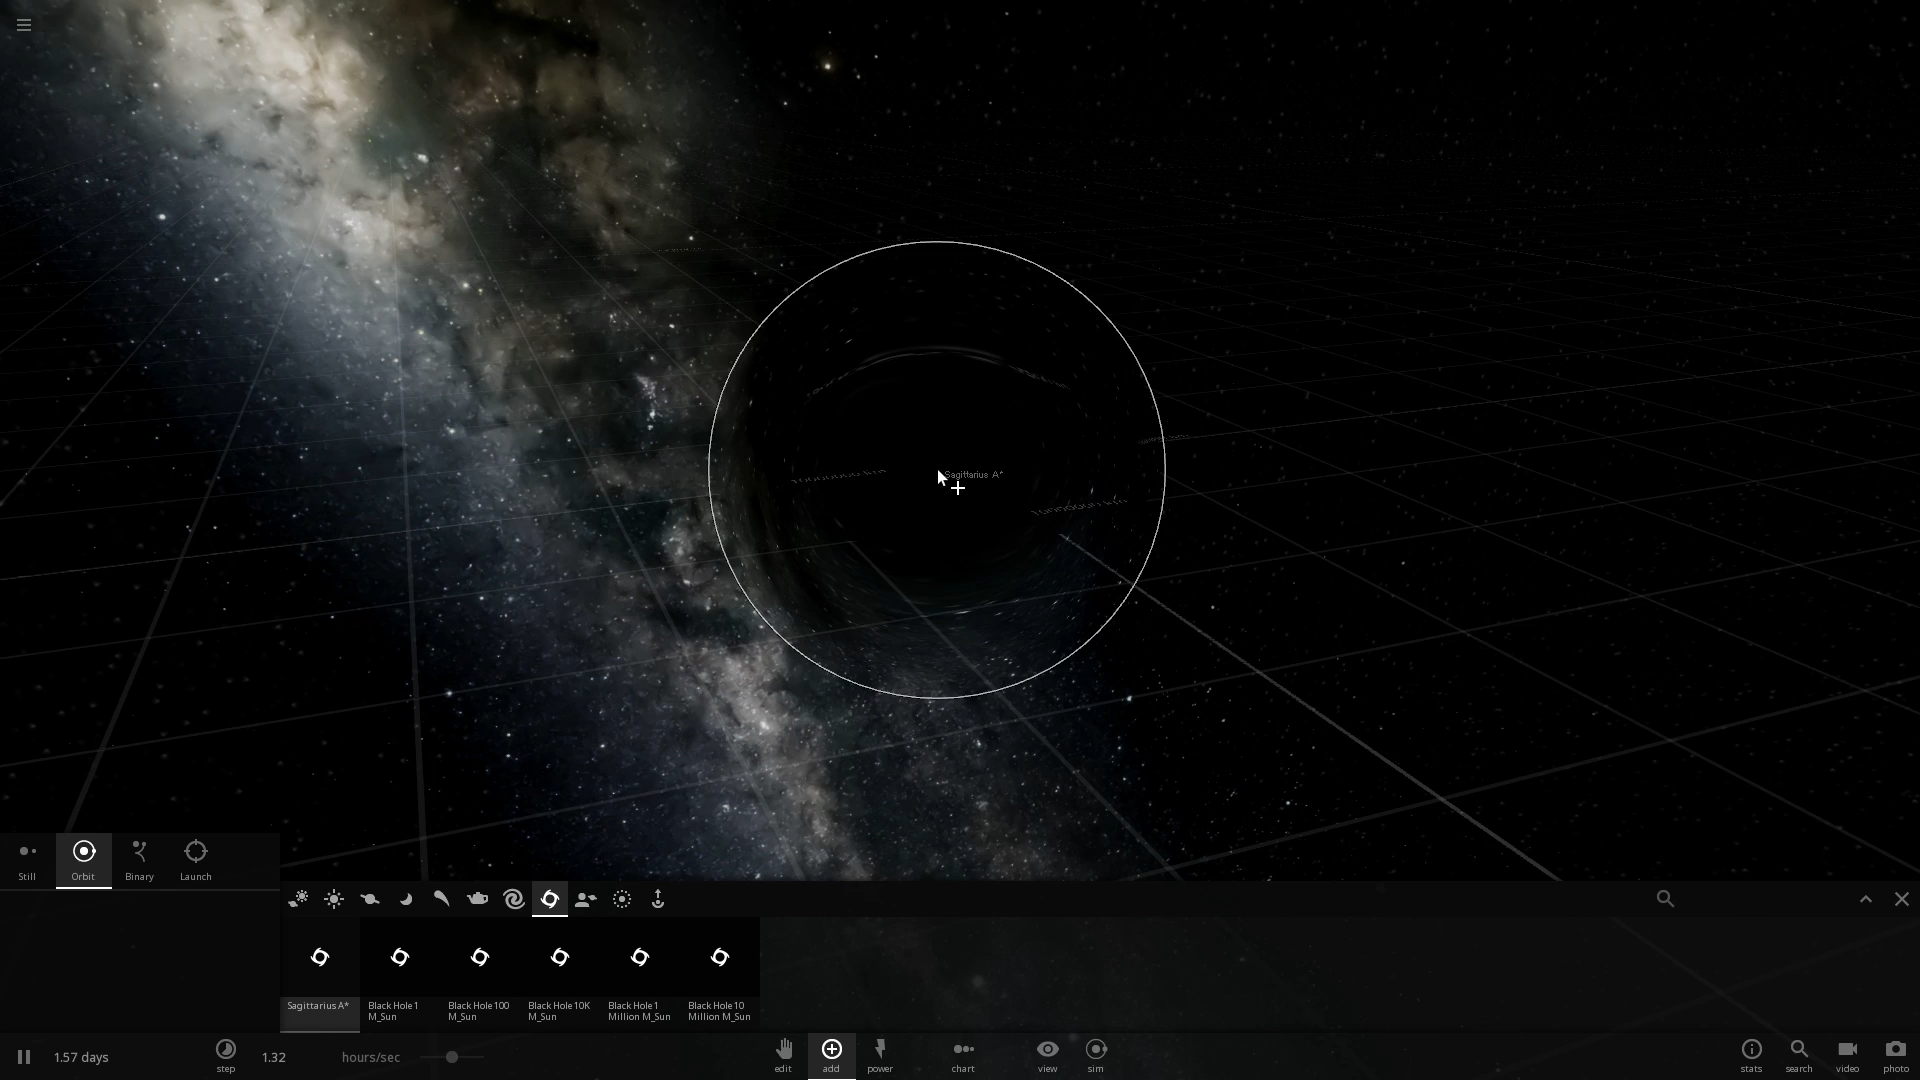 Sagittarius A*
Still
Orbit
Binary
Launch
Sagittarius A*
Black Hole 1
M_Sun
Black Hole 100
M_Sun
Black Hole 10K
M_Sun
Black Hole 1
Million M_Sun
Black Hole 10
Million M_Sun
1.57 days
step
1.32
hours/sec
edit
add
power
chart
view
sim
stats
search
video
photo